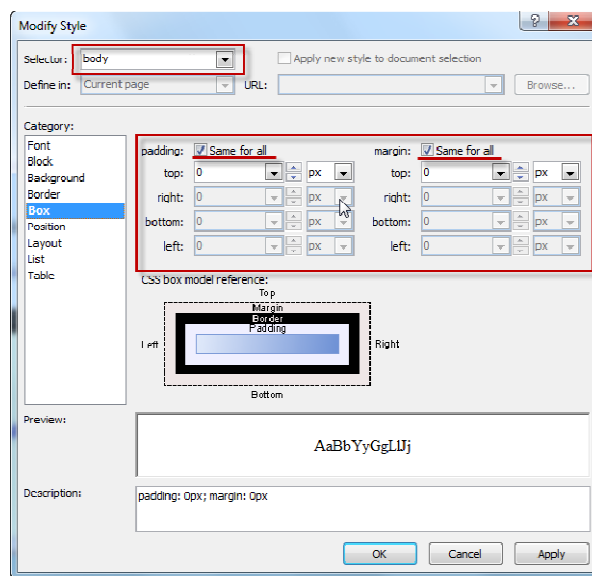 Modify Style
Selector: body Apply new style to document selection
Define in: Current page URL: Browse...
Category:
Font
Block
Background
Border
Box
Position
Layout
List
Table
padding: Same for all margin: Same for all
top: 0 px top: 0 px
right: 0 px right: 0 px
bottom: 0 px bottom: 0 px
left: 0 px left: 0 px
CSS box model reference:
Top
Margin
Border
Padding
Left Right
Bottom
Preview:
AaBbYyGgLlJj
Description:
padding: 0px; margin: 0px
OK Cancel Apply